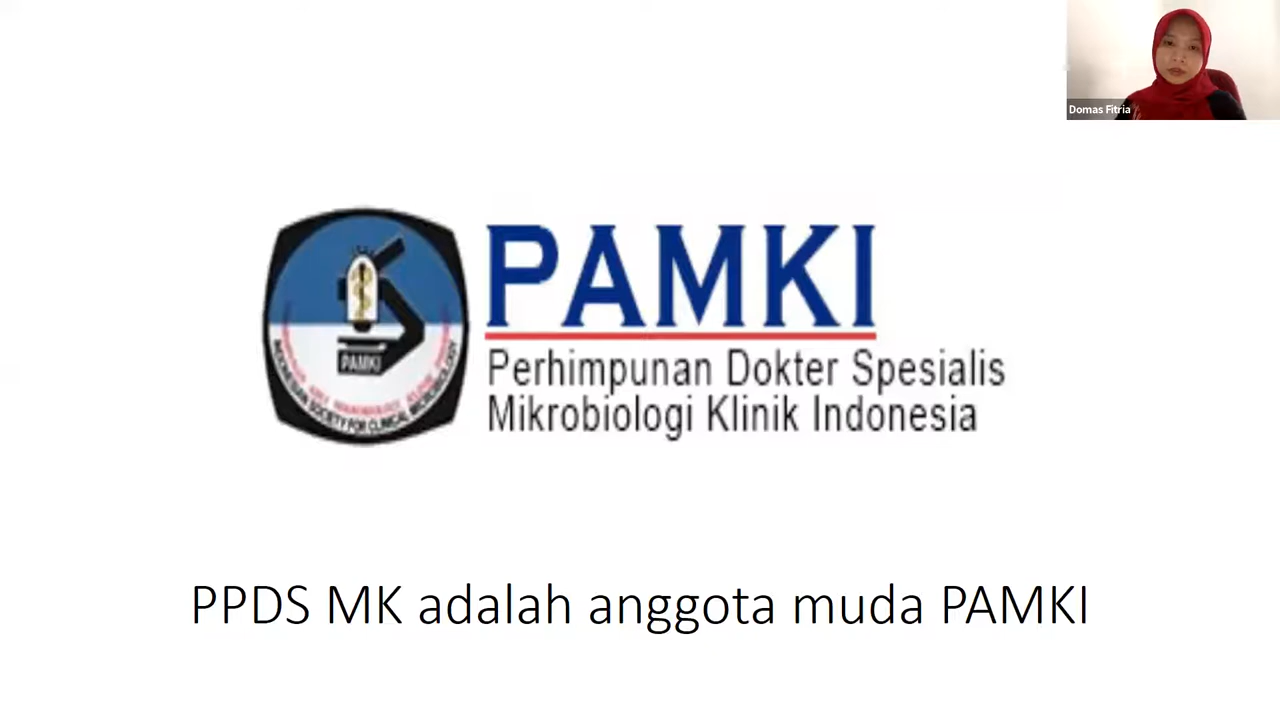 Domas Fitria
PAMKI
Perhimpunan Dokter Spesialis
Mikrobiologi Klinik Indonesia
PAMKI
INDONESIAN SOCIETY FOR CLINICAL MICROBIOLOGY
PPDS MK adalah anggota muda PAMKI